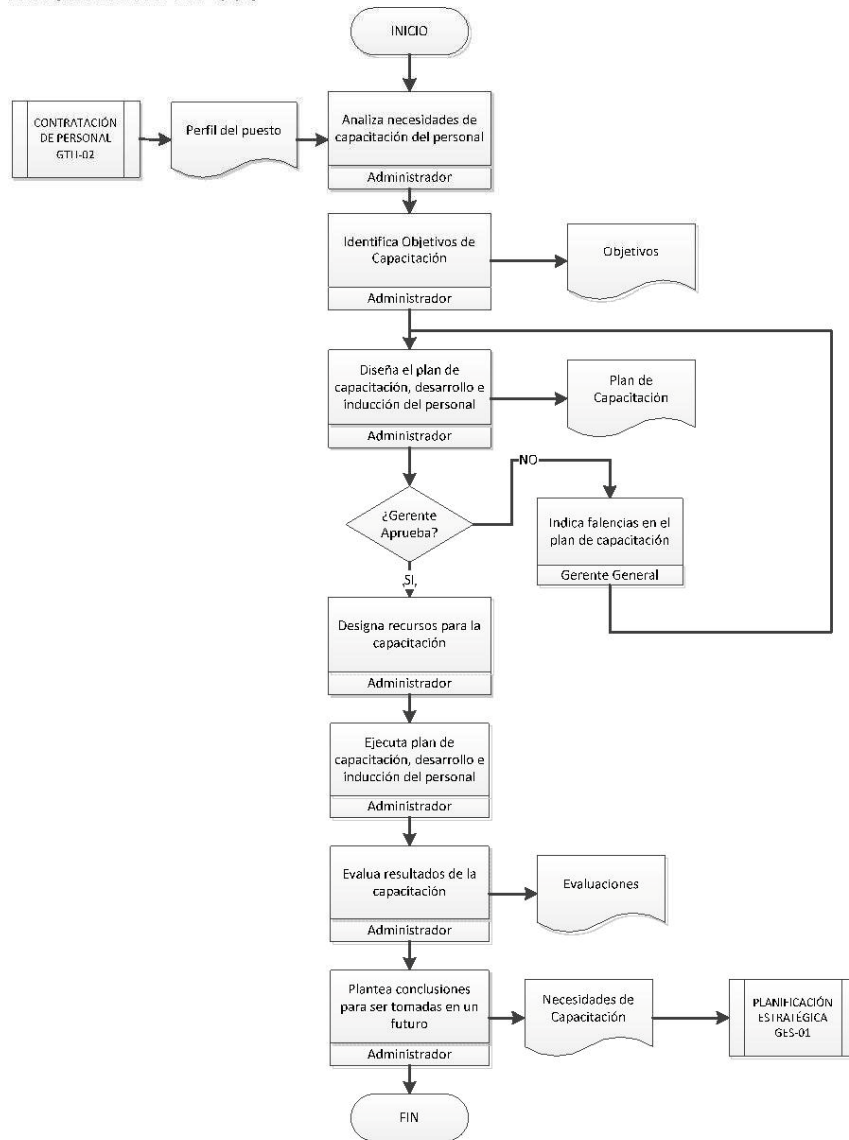 INICIO
CONTRATACIÓN
DE PERSONAL
GTH-02
Perfil del puesto
Analiza necesidades de
capacitación del personal
Administrador
Identifica Objetivos de
Capacitación
Administrador
Objetivos
Diseña el plan de
capacitación, desarrollo e
inducción del personal
Administrador
Plan de
Capacitación
¿Gerente
Aprueba?
NO
Indica falencias en el
plan de capacitación
Gerente General
SI
Designa recursos para la
capacitación
Administrador
Ejecuta plan de
capacitación, desarrollo e
inducción del personal
Administrador
Evalua resultados de la
capacitación
Administrador
Evaluaciones
Plantea conclusiones
para ser tomadas en un
futuro
Administrador
Necesidades de
Capacitación
PLANIFICACIÓN
ESTRATÉGICA
GES-01
FIN